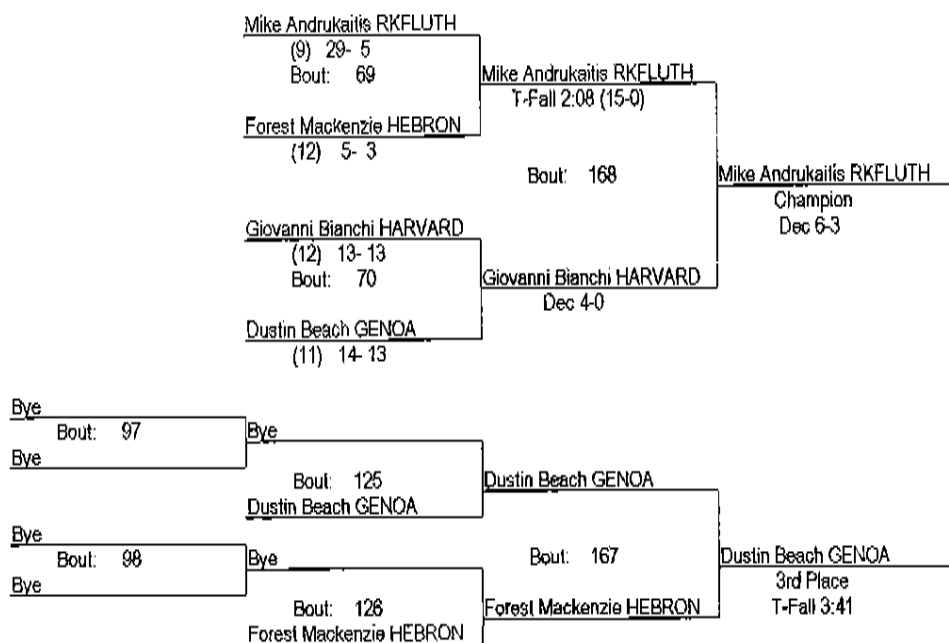 Mike Andrukaitis RKFLUTH
(9) 29- 5
Bout: 69
Mike Andrukaitis RKFLUTH
T-Fall 2:08 (15-0)
Forest Mackenzie HEBRON
(12) 5- 3
Bout: 168
Mike Andrukaitis RKFLUTH
Champion
Dec 6-3
Giovanni Bianchi HARVARD
(12) 13- 13
Bout: 70
Giovanni Bianchi HARVARD
Dec 4-0
Dustin Beach GENOA
(11) 14- 13
Bye
Bout: 97
Bye
Bye
Bout: 125
Dustin Beach GENOA
Dustin Beach GENOA
Bye
Bout: 98
Bye
Bye
Bout: 167
Dustin Beach GENOA
3rd Place
T-Fall 3:41
Bout: 126
Forest Mackenzie HEBRON
Forest Mackenzie HEBRON